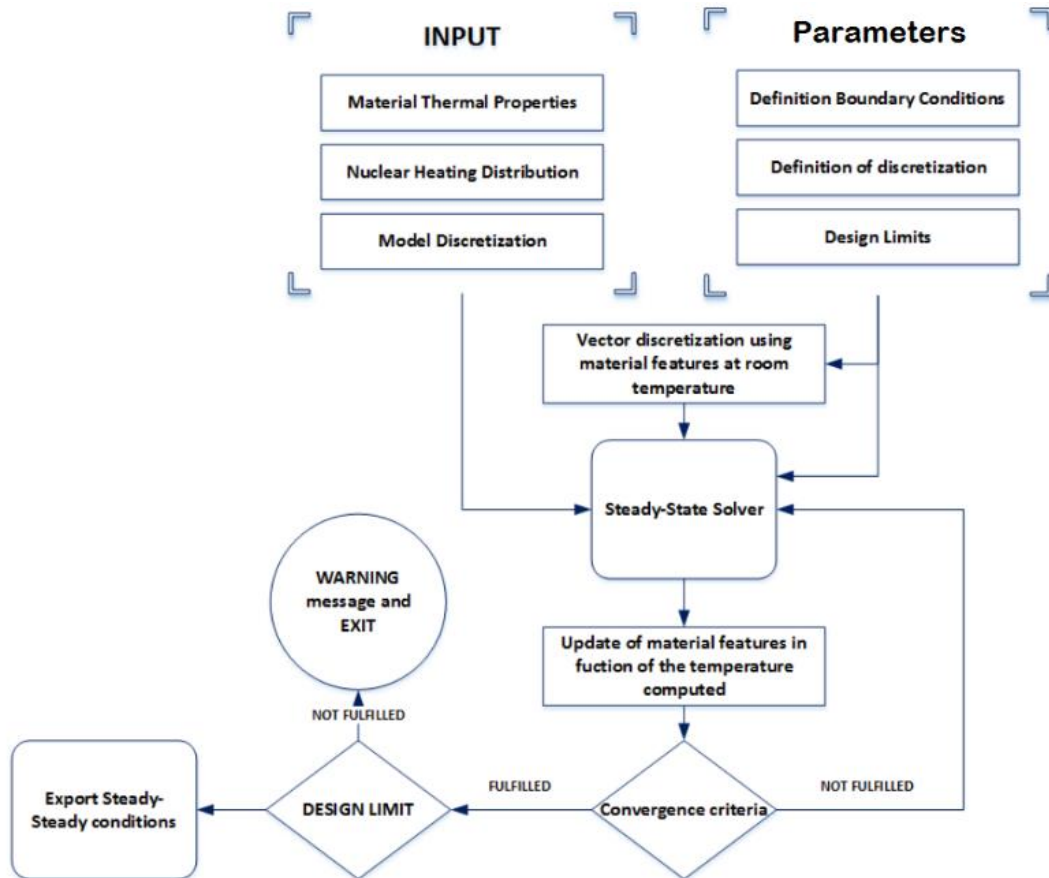 INPUT
Material Thermal Properties
Nuclear Heating Distribution
Model Discretization
Parameters
Definition Boundary Conditions
Definition of discretization
Design Limits
Vector discretization using
material features at room
temperature
Steady-State Solver
WARNING
message and
EXIT
Update of material features in
fuction of the temperature
computed
NOT FULFILLED
Export Steady-
Steady conditions
DESIGN LIMIT
FULFILLED
Convergence criteria
NOT FULFILLED